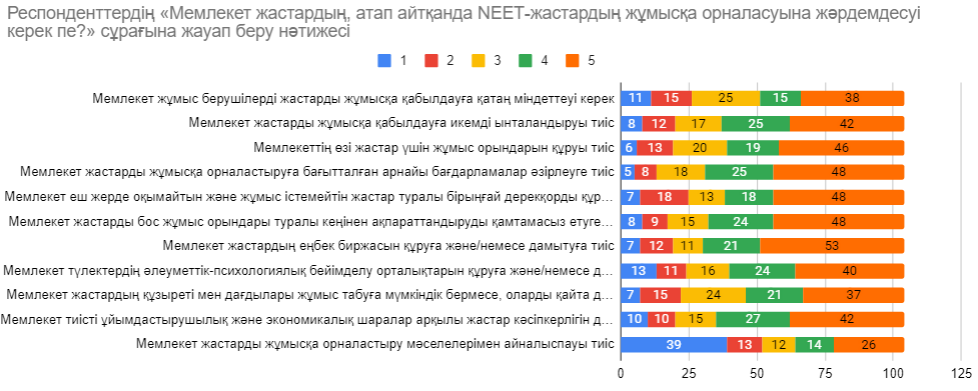 Респонденттердің «Мемлекет жастардың, атап айтқанда NEET-жастардың жұмысқа орналасуына жәрдемдесуі
керек пе?» сұрағына жауап беру нәтижесі
1 2 3 4 5
Мемлекет жұмыс берушілерді жастарды жұмысқа қабылдауға қатаң міндеттеуі керек 11 15 25 15 38
Мемлекет жастарды жұмысқа қабылдауға икемді ынталандыруы тиіс 8 12 17 25 42
Мемлекеттің өзі жастар үшін жұмыс орындарын құруы тиіс 6 13 20 19 46
Мемлекет жастарды жұмысқа орналастыруға бағытталған арнайы бағдарламалар әзірлеуге тиіс 5 8 18 25 48
Мемлекет еш жерде оқымайтын және жұмыс істемейтін жастар туралы бірыңғай дерекқорды құр... 7 18 13 18 48
Мемлекет жастарды бос жұмыс орындары туралы кеңінен ақпараттандыруды қамтамасыз етуге... 8 9 15 24 48
Мемлекет жастардың еңбек биржасын құруға және/немесе дамытуға тиіс 7 12 11 21 53
Мемлекет түлектердің әлеуметтік-психологиялық бейімделу орталықтарын құруға және/немесе д... 13 11 16 24 40
Мемлекет жастардың құзыреті мен дағдылары жұмыс табуға мүмкіндік бермесе, оларды қайта д... 7 15 24 21 37
Мемлекет тиісті ұйымдастырушылық және экономикалық шаралар арқылы жастар кәсіпкерлігін д... 10 10 15 27 42
Мемлекет жастарды жұмысқа орналастыру мәселелерімен айналыспауы тиіс 39 13 12 14 26
0 25 50 75 100 125